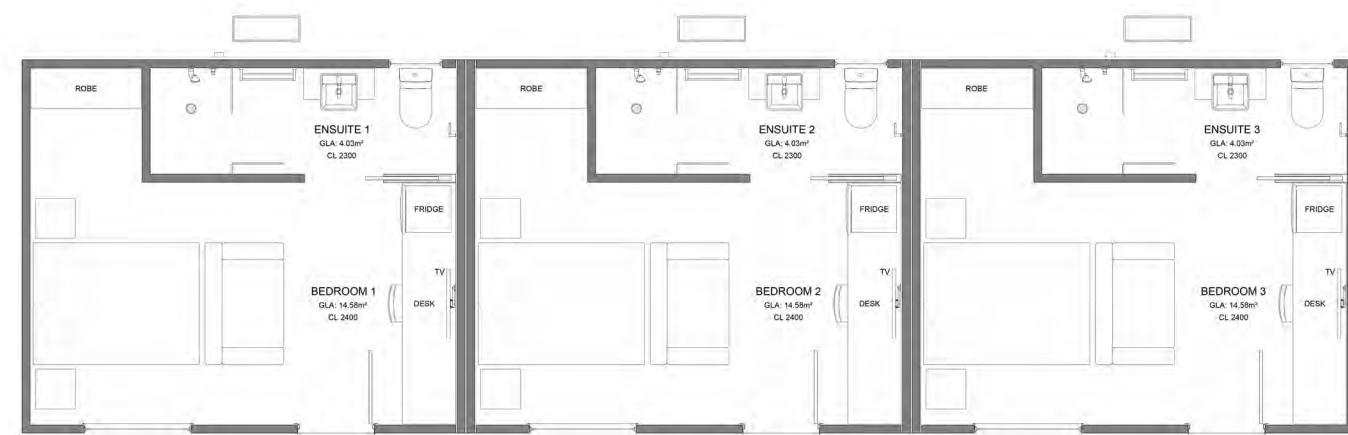 ROBE
ENSUITE 1
GLA: 4.03m²
CL 2300
FRIDGE
TV
BEDROOM 1
GLA: 14.58m²
CL 2400
DESK
ROBE
ENSUITE 2
GLA: 4.03m²
CL 2300
FRIDGE
TV
BEDROOM 2
GLA: 14.58m²
CL 2400
DESK
ROBE
ENSUITE 3
GLA: 4.03m²
CL 2300
FRIDGE
TV
BEDROOM 3
GLA: 14.58m²
CL 2400
DESK